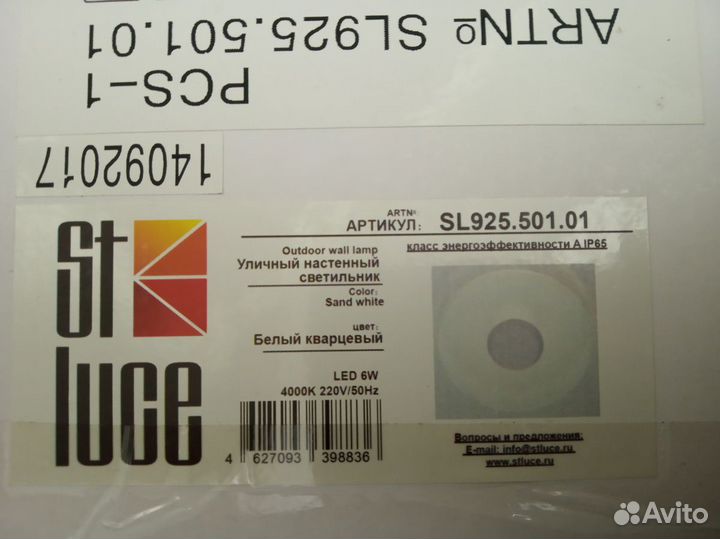 ARTNº SL925.501.01
PCS-1
14092017
st
luce
ARTNº
АРТИКУЛ: SL925.501.01
Outdoor wall lamp
Уличный настенный
светильник
Color:
Sand white
цвет:
Белый кварцевый
LED 6W
4000K 220V/50Hz
4 627093 398836
класс энергоэффективности А IP65
Вопросы и предложения:
E-mail: info@stluce.ru
www.stluce.ru
Avito